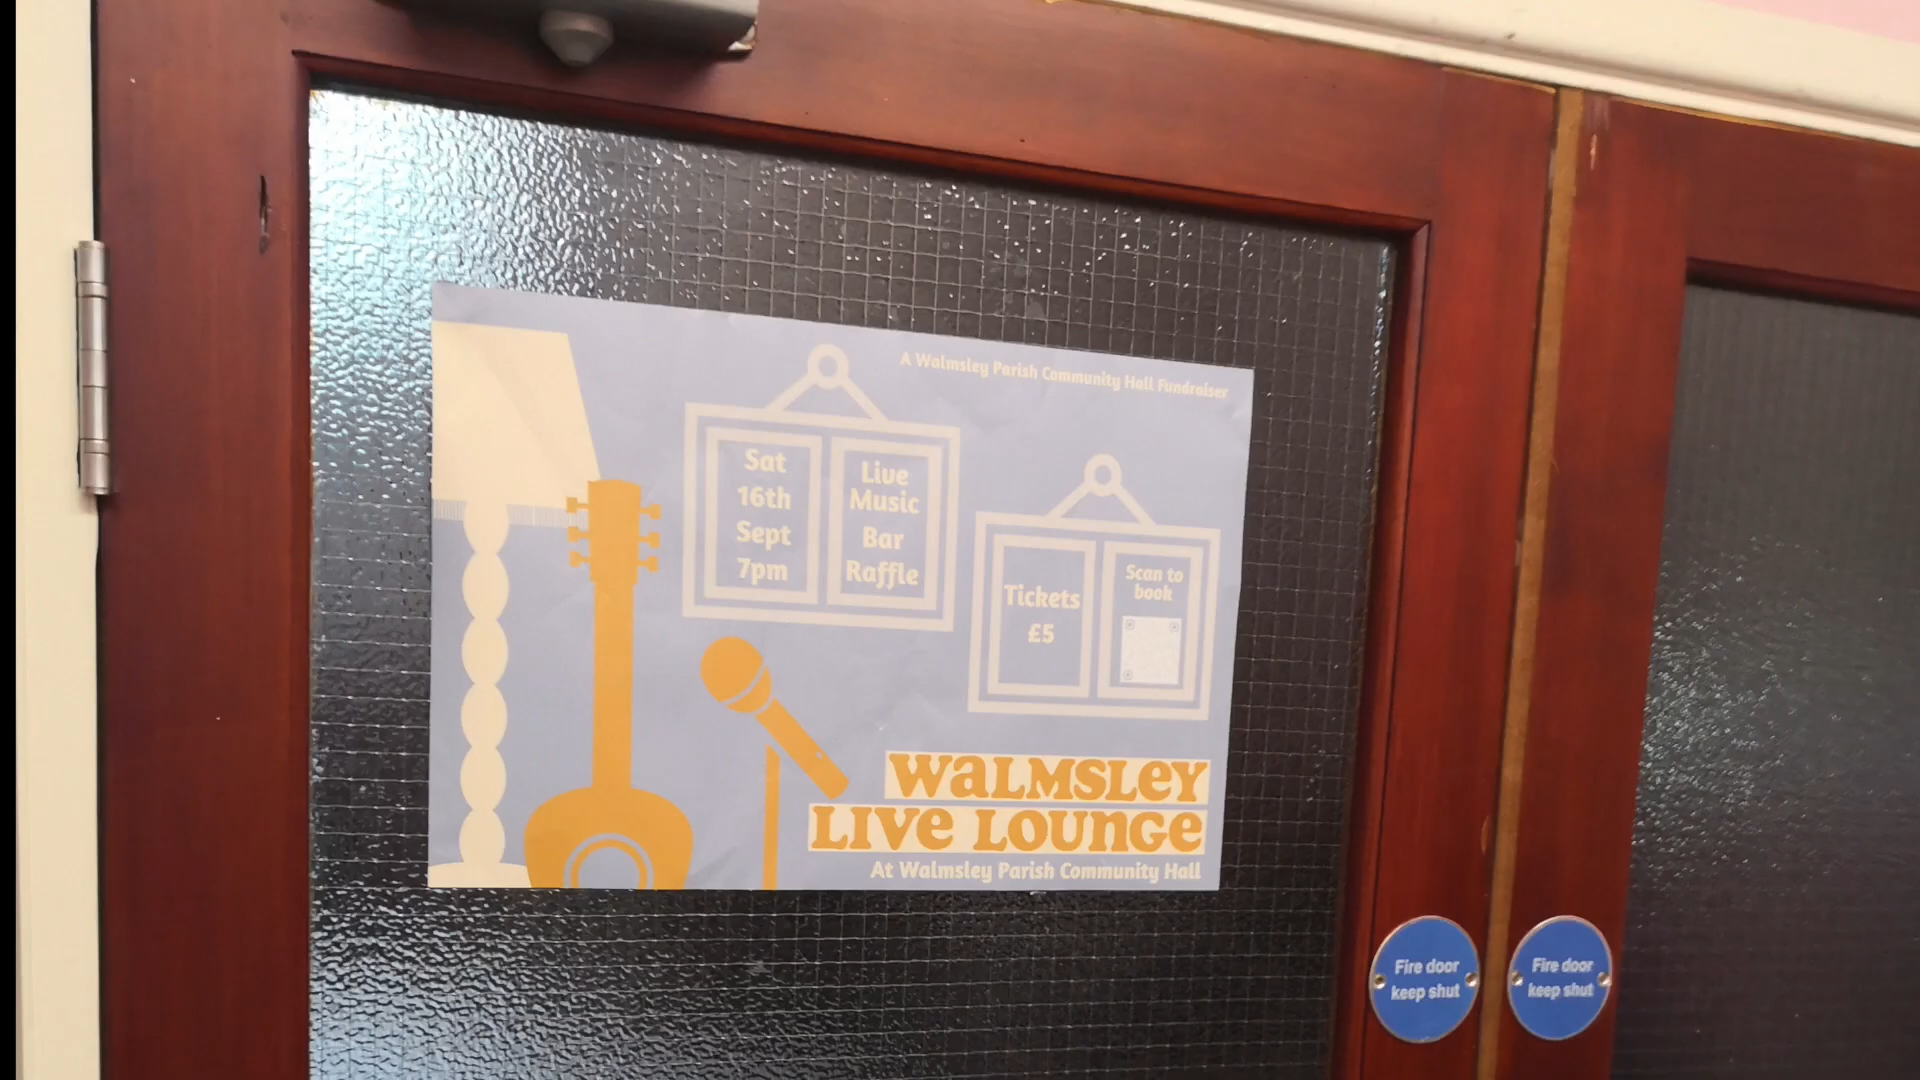 A Walmsley Parish Community Hall Fundraiser
Sat
16th
Sept
7pm
Live
Music
Bar
Raffle
Tickets
£5
Scan to
book
WaLMSLeY
LIVe LOUNGe
At Walmsley Parish Community Hall
Fire door
keep shut
Fire door
keep shut